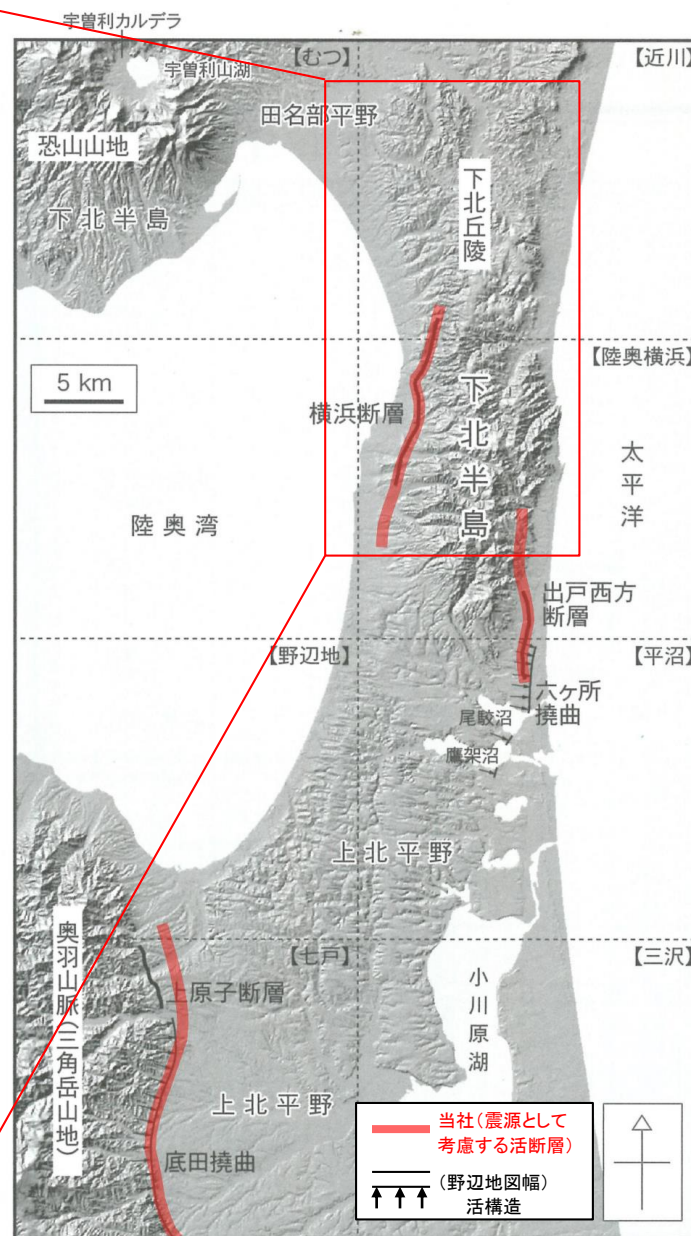 宇曽利カルデラ
【むつ】
【近川】
宇曽利山湖
田名部平野
恐山山地
下北半島
下北丘陵
【陸奥横浜】
5 km
横浜断層
下北半島
太平洋
陸奥湾
出戸西方
断層
【野辺地】
【平沼】
六ヶ所
撓曲
尾駮沼
鷹架沼
上北平野
奥羽山脈(三角岳山地)
【七戸】
【三沢】
上原子断層
小川原湖
上北平野
底田撓曲
当社(震源として
考慮する活断層)
(野辺地図幅)
活構造